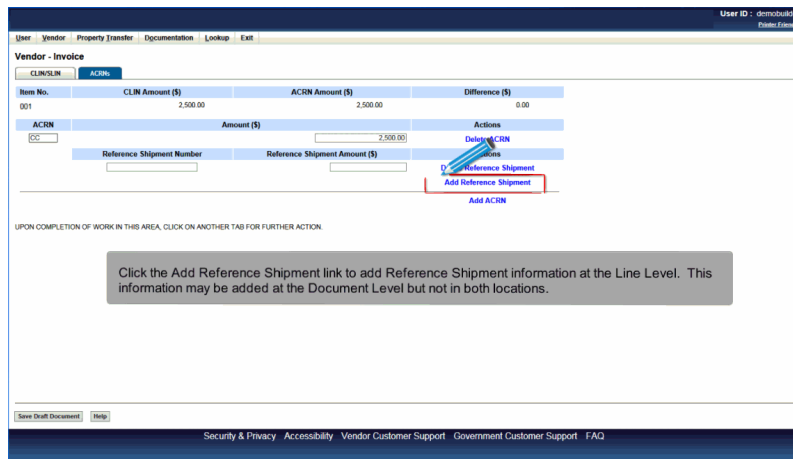 User ID : demobuild
Printer Frien
User Vendor Property Transfer Documentation Lookup Exit
Vendor - Invoice
CLIN/SLIN ACRNs
Item No. CLIN Amount ($) ACRN Amount ($) Difference ($)
001 2,500.00 2,500.00 0.00
ACRN Amount ($) Actions
CC 2,500.00 Delete ACRN
Reference Shipment Number Reference Shipment Amount ($)
Reference Shipment
Add Reference Shipment
Add ACRN
UPON COMPLETION OF WORK IN THIS AREA, CLICK ON ANOTHER TAB FOR FURTHER ACTION.
Click the Add Reference Shipment link to add Reference Shipment information at the Line Level. This
information may be added at the Document Level but not in both locations.
Save Draft Document Help
Security & Privacy Accessibility Vendor Customer Support Government Customer Support FAQ